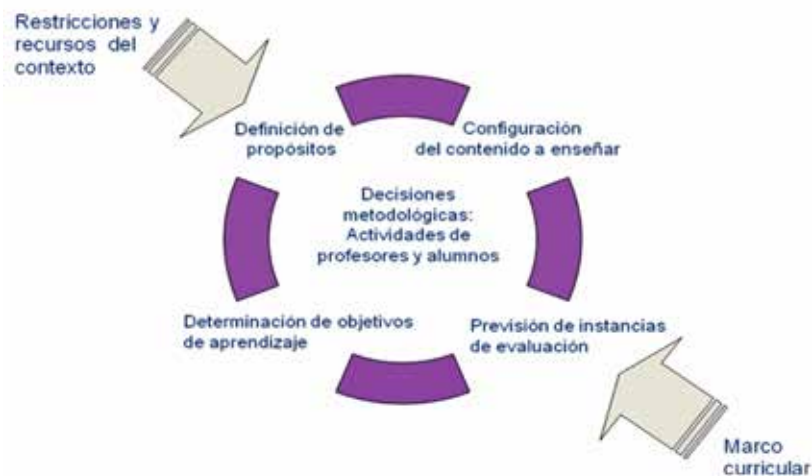 Restricciones y
recursos del
contexto
Definición de
propósitos
Configuración
del contenido a enseñar
Decisiones
metodológicas:
Actividades de
profesores y alumnos
Determinación de objetivos
de aprendizaje
Previsión de instancias
de evaluación
Marco
curricular